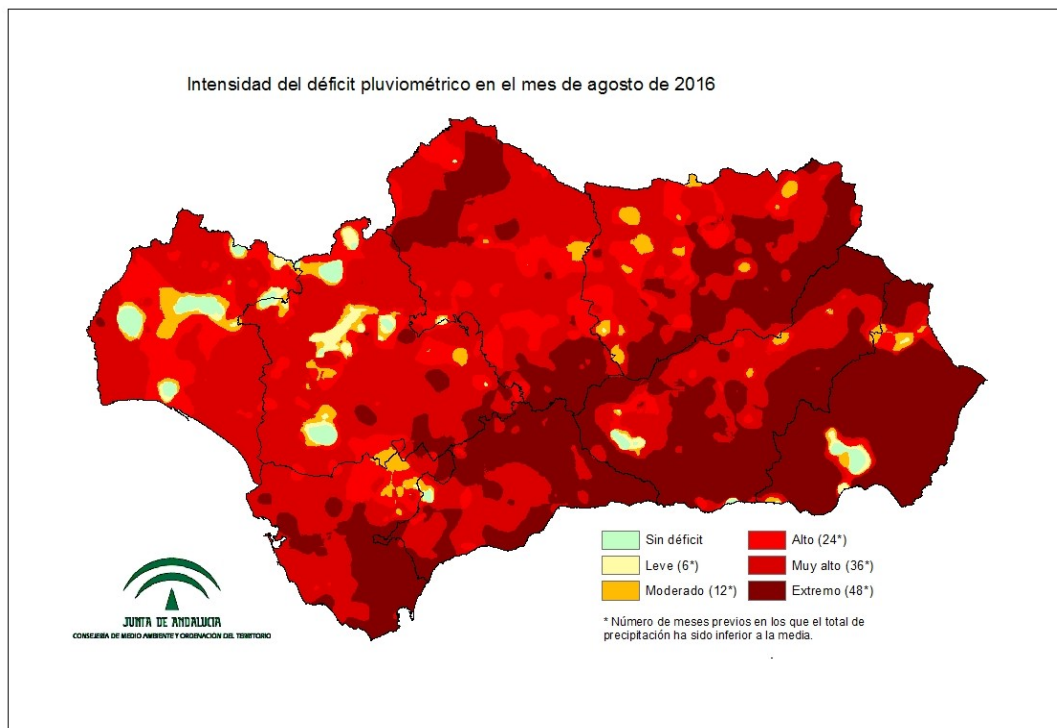 Intensidad del déficit pluviométrico en el mes de agosto de 2016
Sin déficit
Leve (6*)
Moderado (12*)
Alto (24*)
Muy alto (36*)
Extremo (48*)
* Número de meses previos en los que el total de
precipitación ha sido inferior a la media.
JUNTA DE ANDALUCIA
CONSEJERÍA DE MEDIO AMBIENTE Y ORDENACIÓN DEL TERRITORIO